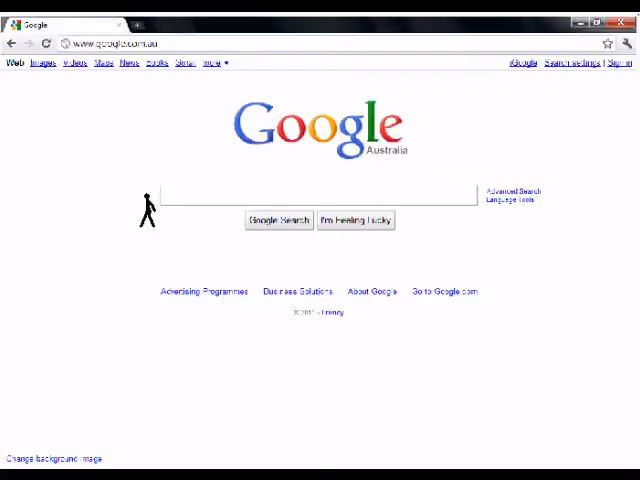 Google
www.google.com.au
Web Images Videos Maps News Books Gmail more ▾ iGoogle | Search settings | Sign in
Google
Australia
Advanced Search
Language Tools
Google Search I'm Feeling Lucky
Advertising Programmes Business Solutions About Google Go to Google.com
© 2011 - Privacy
Change background image